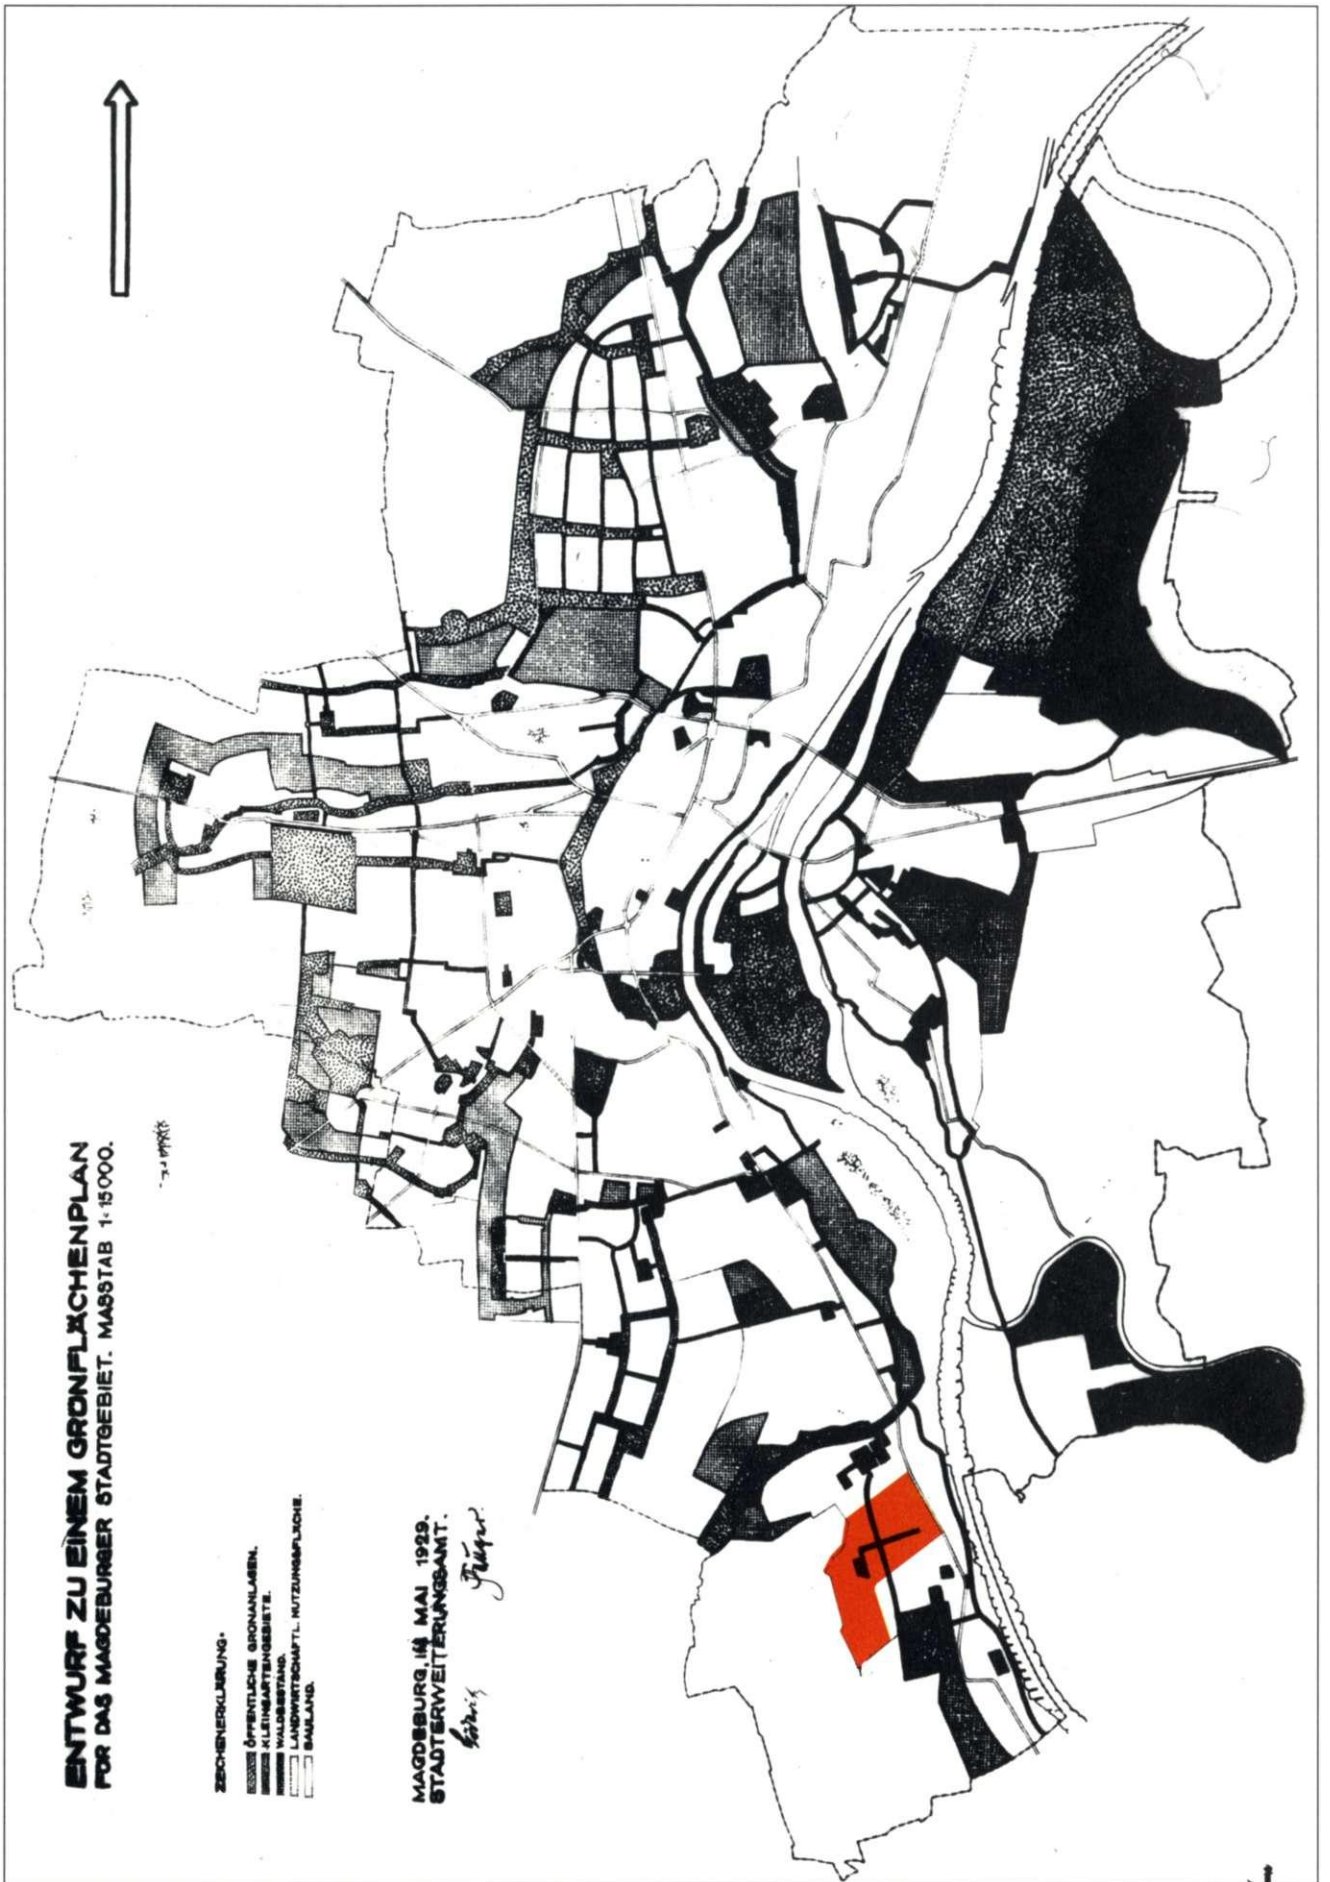 ENTWURF ZU EINEM GRÜNFLÄCHENPLAN
FÜR DAS MAGDEBURGER STADTGEBIET. MASSTAB 1:15000.
ZEICHENERKLÄRUNG:
ÖFFENTLICHE GRÜNANLAGEN.
KLEINGARTENGEBIETE.
WALDBESTAND.
LANDWIRTSCHAFTL. NUTZUNGSFLÄCHE.
BAULAND.
MAGDEBURG, IM MAI 1929.
STADTERWEITERUNGSAMT.